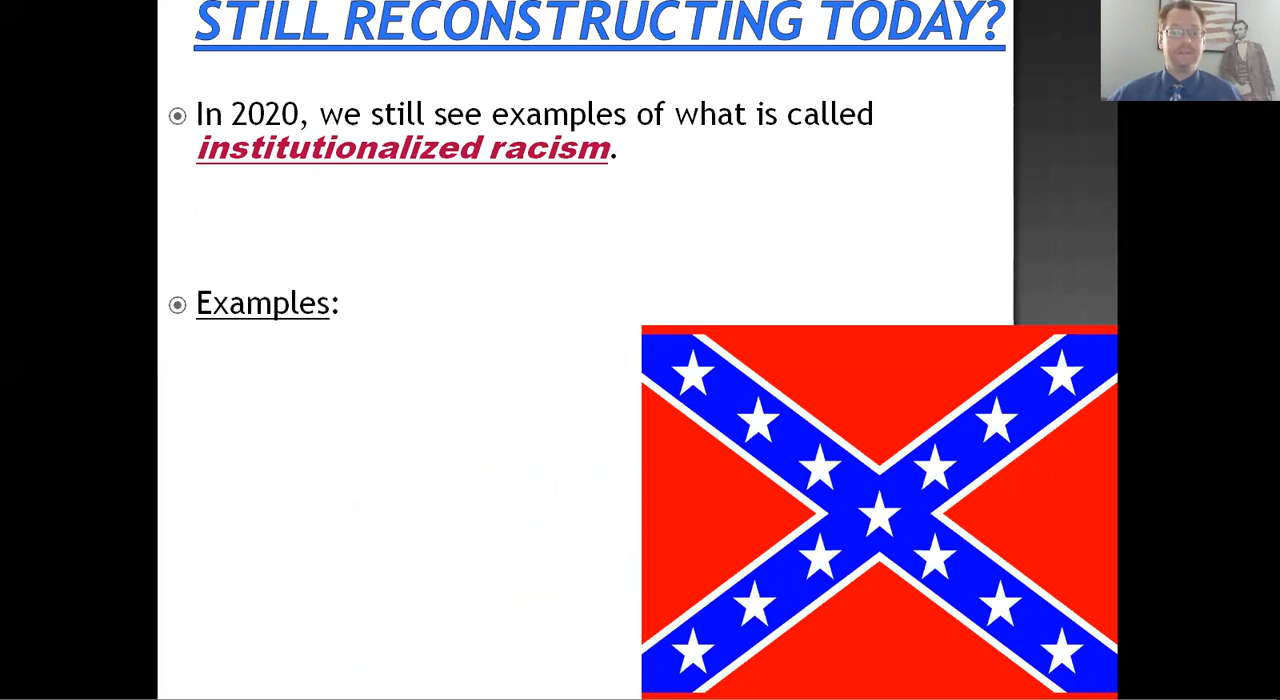 STILL RECONSTRUCTING TODAY?
In 2020, we still see examples of what is called
institutionalized racism.
Examples: